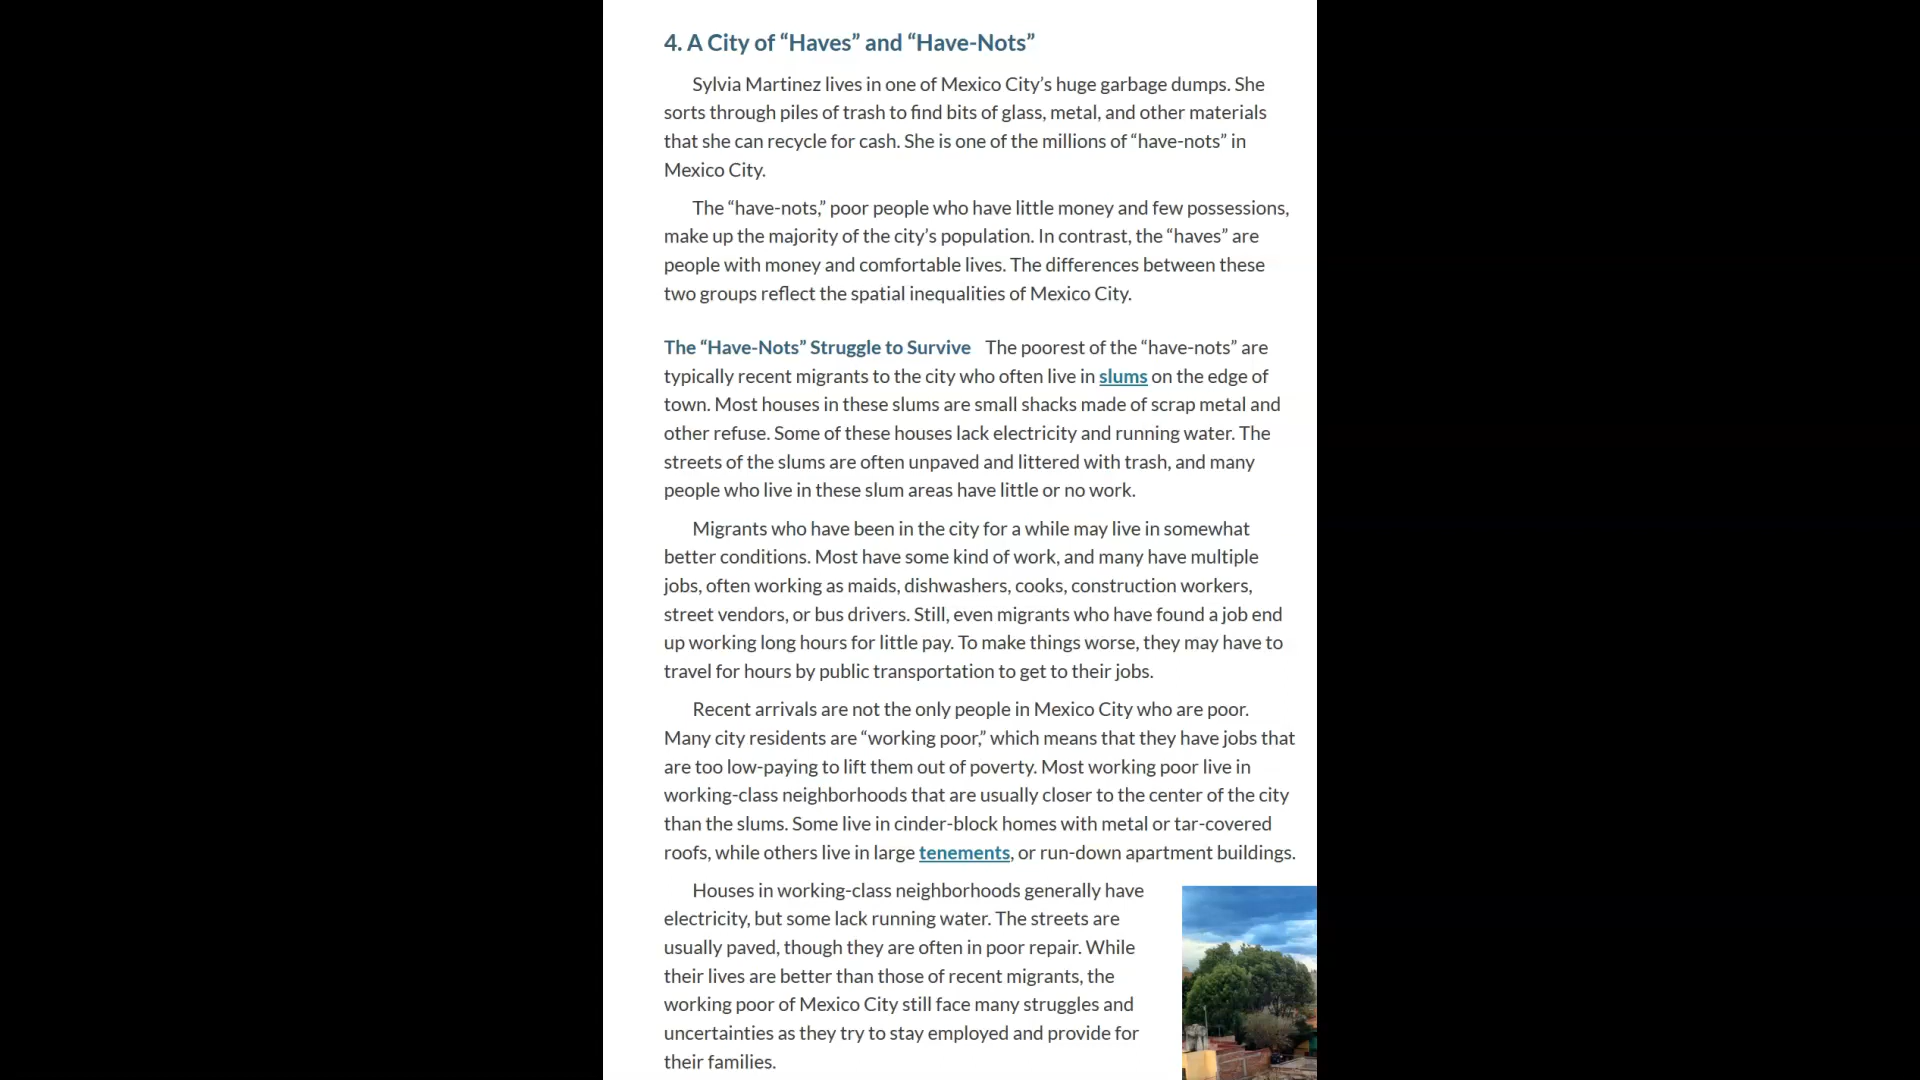 4. A City of “Haves” and “Have-Nots”
Sylvia Martinez lives in one of Mexico City’s huge garbage dumps. She
sorts through piles of trash to find bits of glass, metal, and other materials
that she can recycle for cash. She is one of the millions of “have-nots” in
Mexico City.
The “have-nots,” poor people who have little money and few possessions,
make up the majority of the city’s population. In contrast, the “haves” are
people with money and comfortable lives. The differences between these
two groups reflect the spatial inequalities of Mexico City.
The “Have-Nots” Struggle to Survive The poorest of the “have-nots” are
typically recent migrants to the city who often live in slums on the edge of
town. Most houses in these slums are small shacks made of scrap metal and
other refuse. Some of these houses lack electricity and running water. The
streets of the slums are often unpaved and littered with trash, and many
people who live in these slum areas have little or no work.
Migrants who have been in the city for a while may live in somewhat
better conditions. Most have some kind of work, and many have multiple
jobs, often working as maids, dishwashers, cooks, construction workers,
street vendors, or bus drivers. Still, even migrants who have found a job end
up working long hours for little pay. To make things worse, they may have to
travel for hours by public transportation to get to their jobs.
Recent arrivals are not the only people in Mexico City who are poor.
Many city residents are “working poor,” which means that they have jobs that
are too low-paying to lift them out of poverty. Most working poor live in
working-class neighborhoods that are usually closer to the center of the city
than the slums. Some live in cinder-block homes with metal or tar-covered
roofs, while others live in large tenements, or run-down apartment buildings.
Houses in working-class neighborhoods generally have
electricity, but some lack running water. The streets are
usually paved, though they are often in poor repair. While
their lives are better than those of recent migrants, the
working poor of Mexico City still face many struggles and
uncertainties as they try to stay employed and provide for
their families.